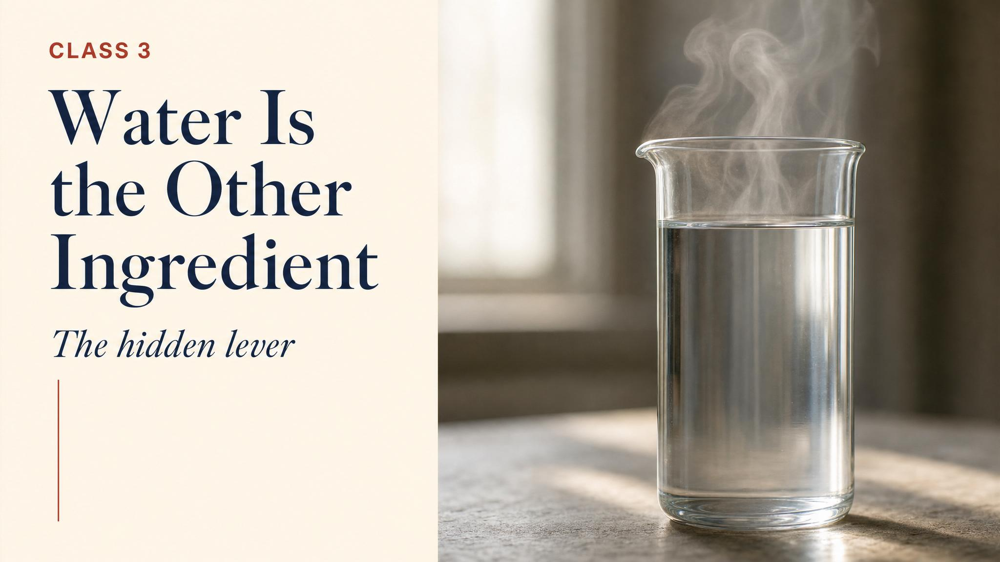 CLASS 3
Water Is
the Other
Ingredient
The hidden lever